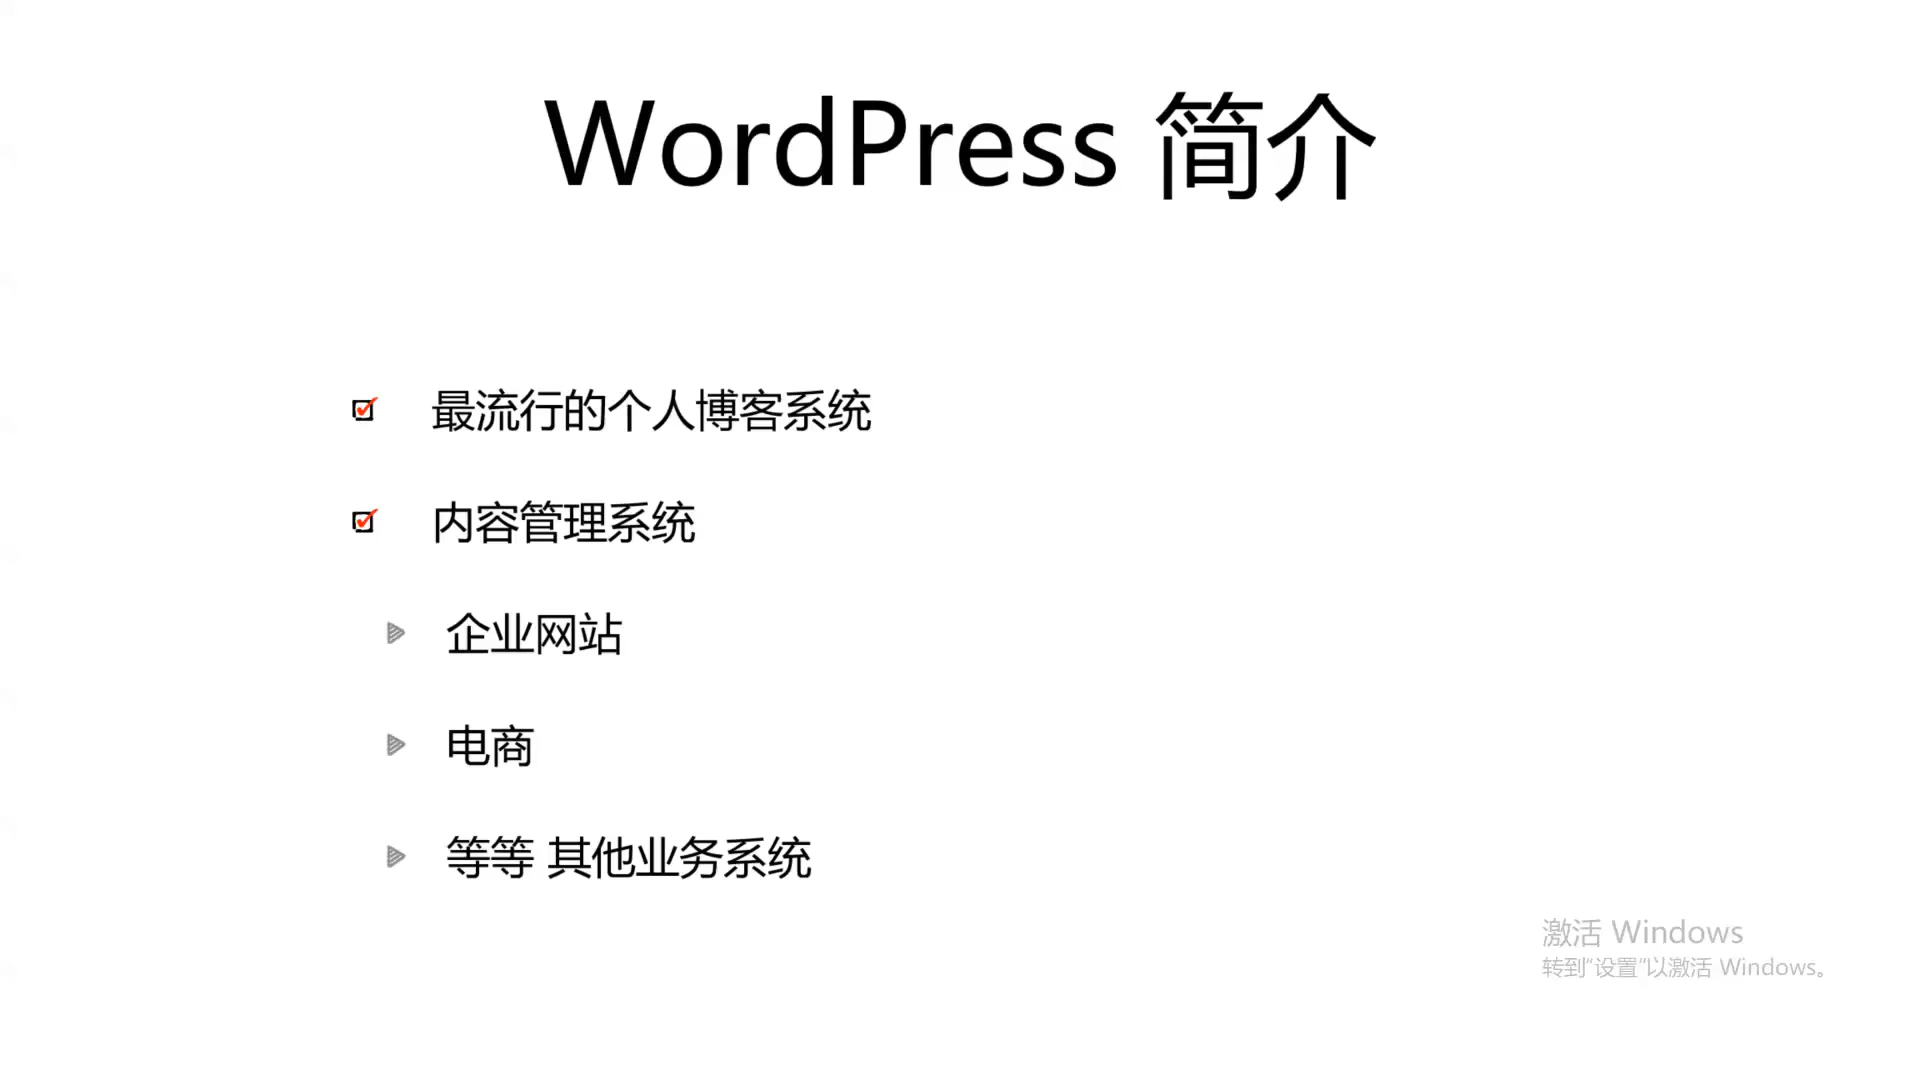 WordPress 简介
最流行的个人博客系统
内容管理系统
企业网站
电商
等等 其他业务系统
激活 Windows
转到"设置"以激活 Windows。